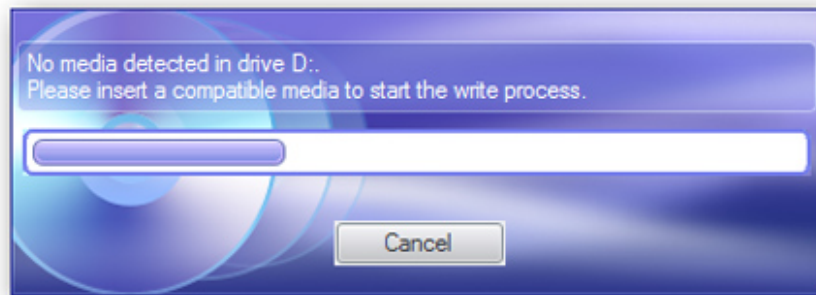 No media detected in drive D:.
Please insert a compatible media to start the write process.
Cancel